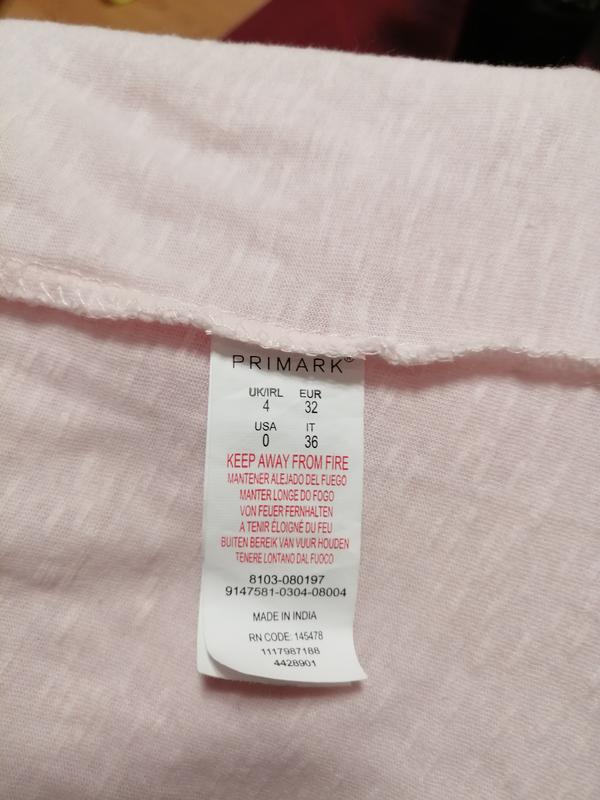 PRIMARK®
UK/IRL EUR
4 32
USA IT
0 36
KEEP AWAY FROM FIRE
MANTENER ALEJADO DEL FUEGO
MANTER LONGE DO FOGO
VON FEUER FERNHALTEN
A TENIR ÉLOIGNÉ DU FEU
BUITEN BEREIK VAN VUUR HOUDEN
TENERE LONTANO DAL FUOCO
8103-080197
9147581-0304-08004
MADE IN INDIA
RN CODE: 145478
1117987188
4428901